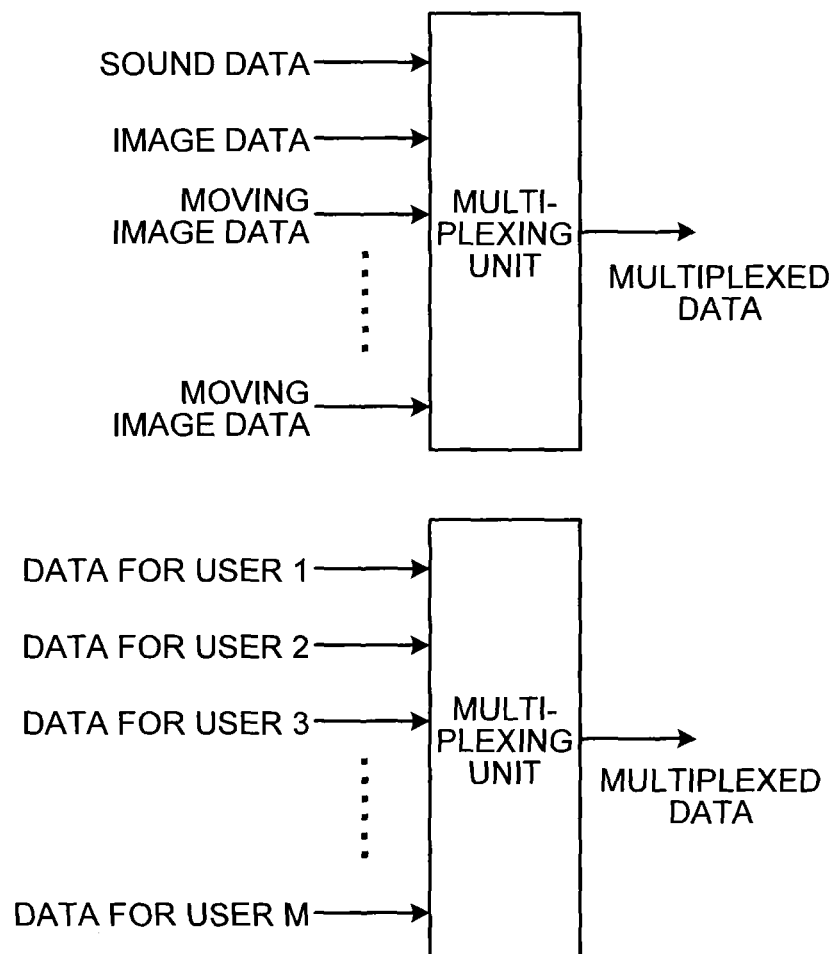 SOUND DATA
IMAGE DATA
MOVING
IMAGE DATA
MOVING
IMAGE DATA
MULTI-
PLEXING
UNIT
MULTIPLEXED
DATA
DATA FOR USER 1
DATA FOR USER 2
DATA FOR USER 3
DATA FOR USER M
MULTI-
PLEXING
UNIT
MULTIPLEXED
DATA